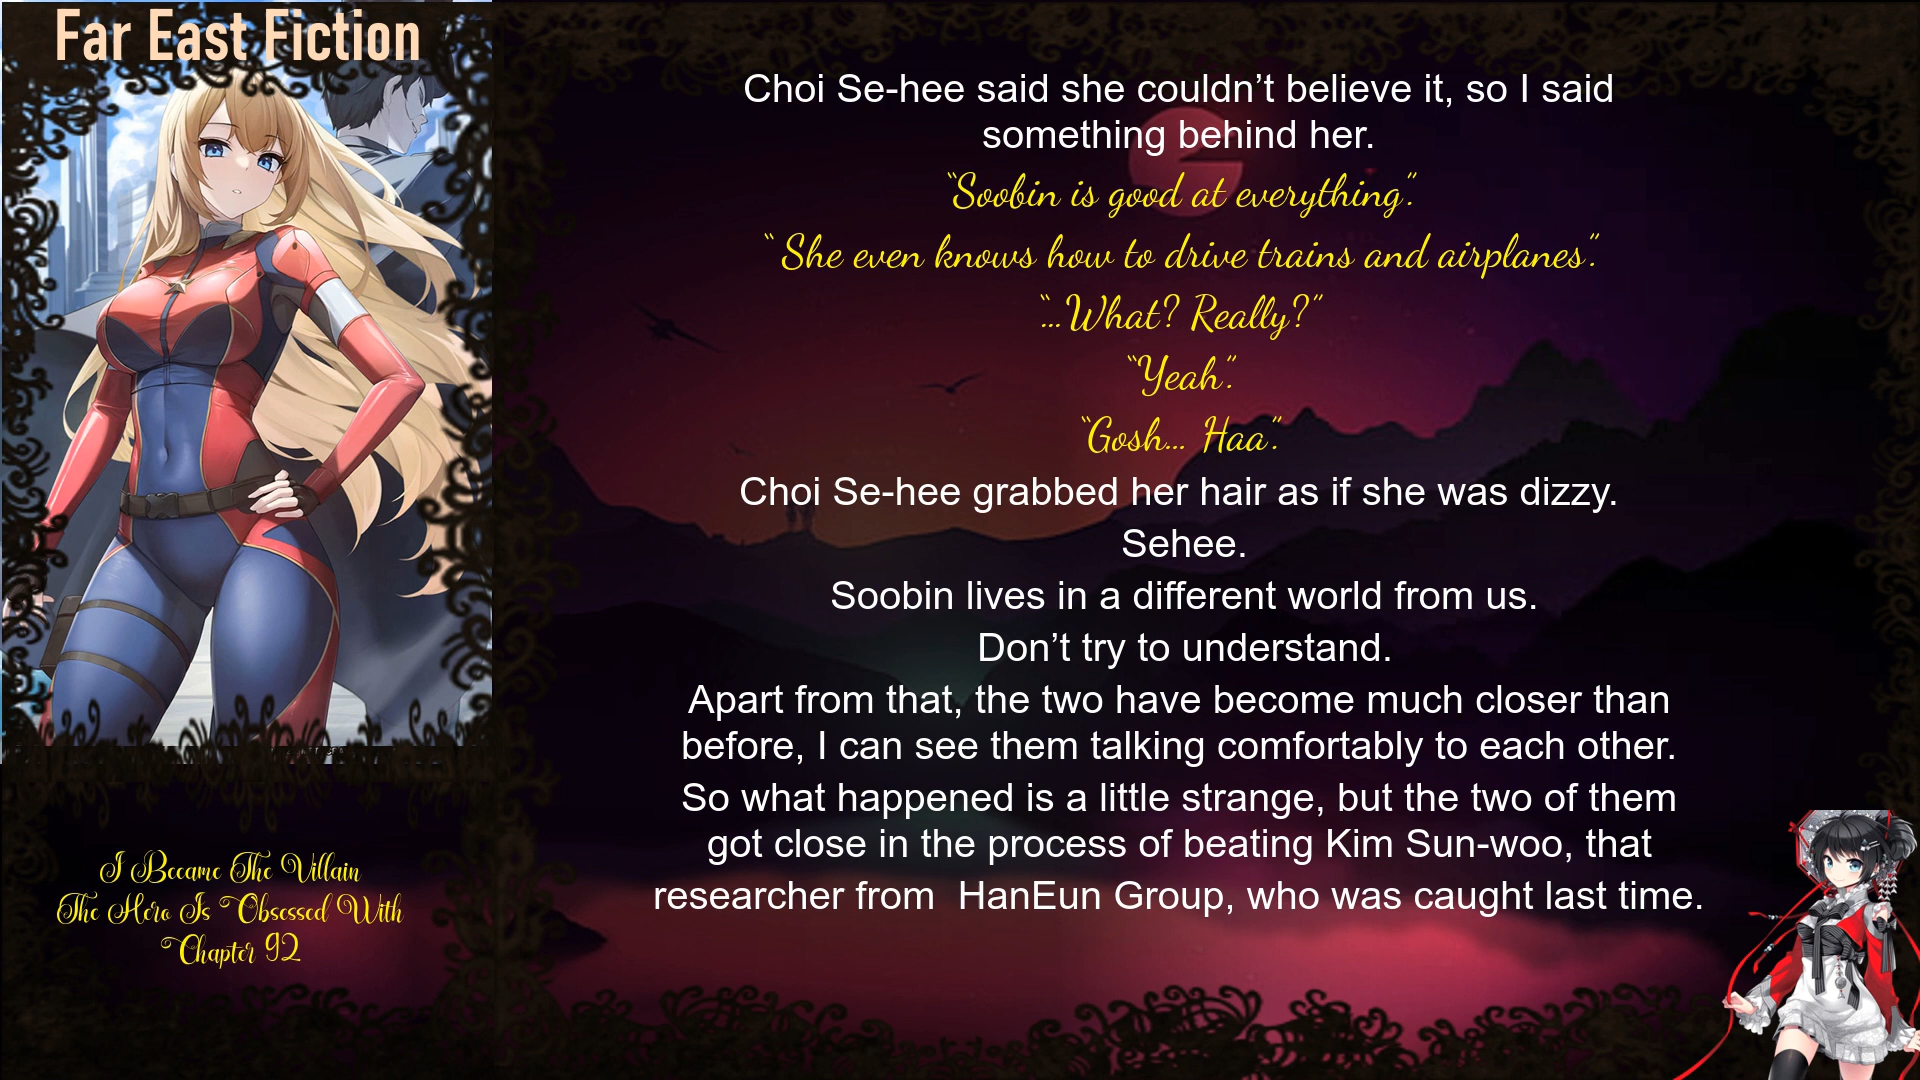 Far East Fiction
Choi Se-hee said she couldn’t believe it, so I said
something behind her.
“Soobin is good at everything.”
“ She even knows how to drive trains and airplanes.”
“…What? Really?”
“Yeah.”
“Gosh… Haa.”
Choi Se-hee grabbed her hair as if she was dizzy.
Sehee.
Soobin lives in a different world from us.
Don’t try to understand.
Apart from that, the two have become much closer than
before, I can see them talking comfortably to each other.
So what happened is a little strange, but the two of them
got close in the process of beating Kim Sun-woo, that
researcher from  HanEun Group, who was caught last time.
I Became The Villain
The Hero Is Obsessed With
Chapter 92